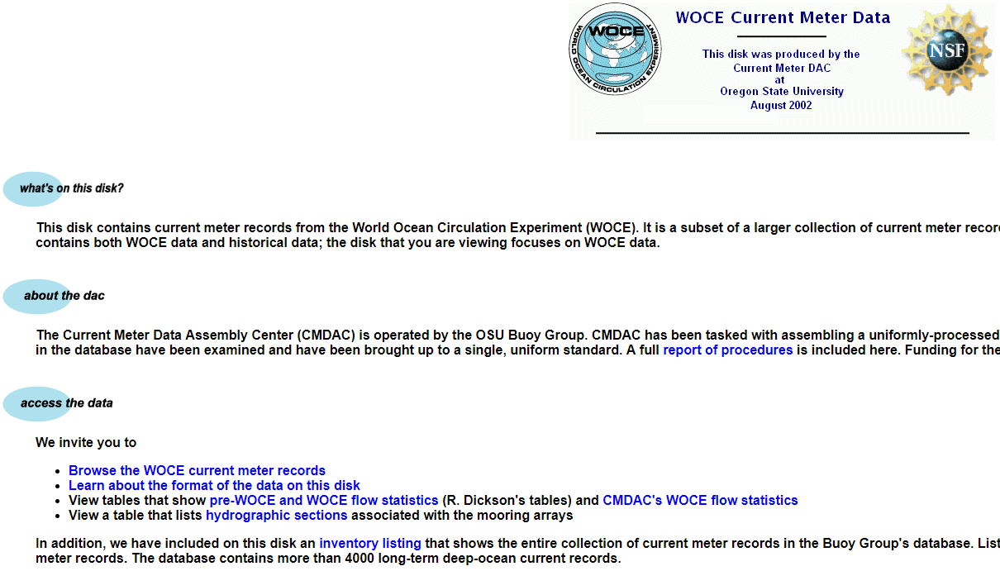 WOCE
WORLD OCEAN CIRCULATION EXPERIMENT
WOCE Current Meter Data
This disk was produced by the
Current Meter DAC
at
Oregon State University
August 2002
NSF
what's on this disk?
This disk contains current meter records from the World Ocean Circulation Experiment (WOCE). It is a subset of a larger collection of current meter
contains both WOCE data and historical data; the disk that you are viewing focuses on WOCE data.
about the dac
The Current Meter Data Assembly Center (CMDAC) is operated by the OSU Buoy Group. CMDAC has been tasked with assembling a uniformly-processed
in the database have been examined and have been brought up to a single, uniform standard. A full report of procedures is included here. Funding for the
access the data
We invite you to
• Browse the WOCE current meter records
• Learn about the format of the data on this disk
• View tables that show pre-WOCE and WOCE flow statistics (R. Dickson's tables) and CMDAC's WOCE flow statistics
• View a table that lists hydrographic sections associated with the mooring arrays
In addition, we have included on this disk an inventory listing that shows the entire collection of current meter records in the Buoy Group's database.
meter records. The database contains more than 4000 long-term deep-ocean current records.